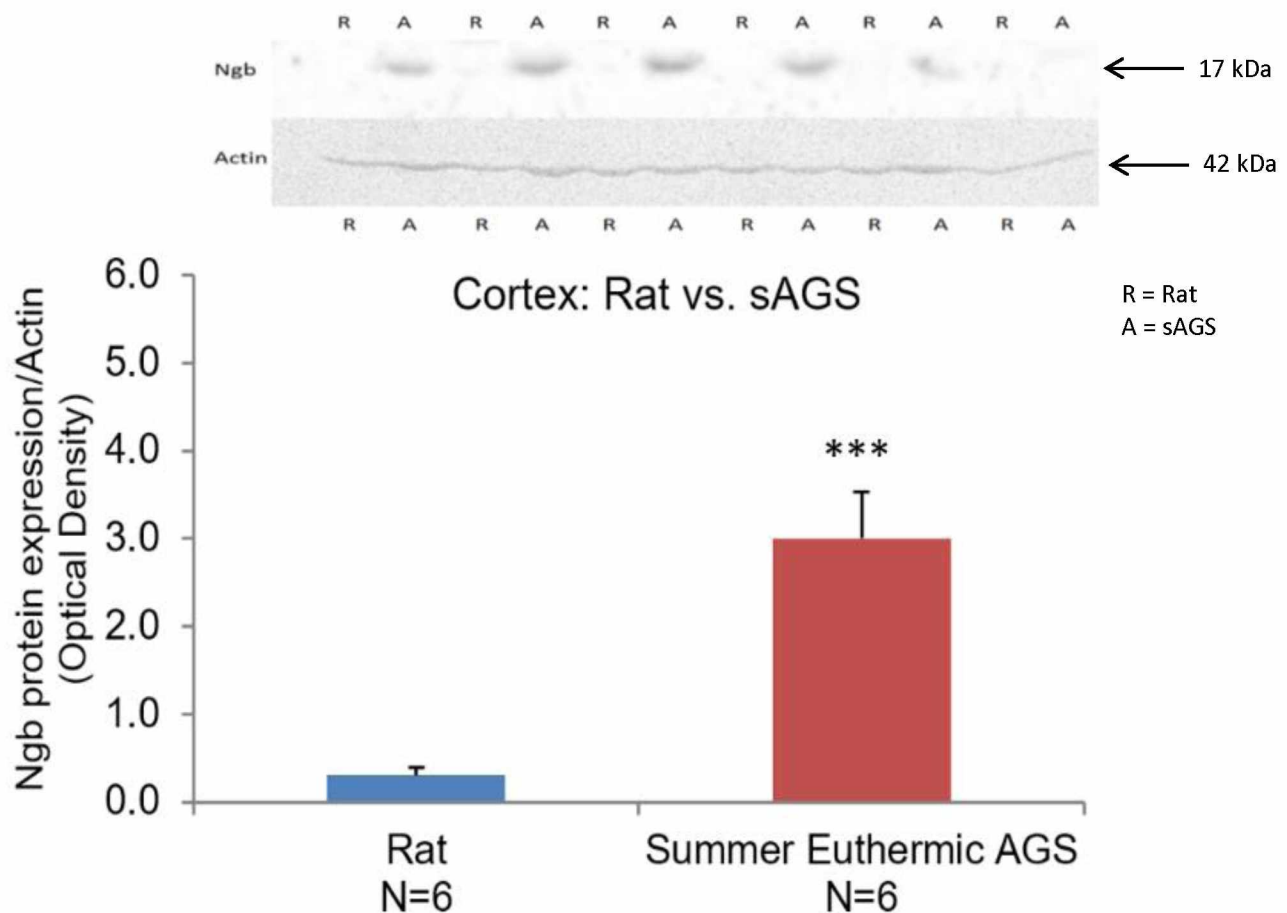 R A R A R A R A R A R A
Ngb
17 kDa
Actin
42 kDa
R A R A R A R A R A R A
Cortex: Rat vs. sAGS
R = Rat
A = sAGS
Ngb protein expression/Actin
(Optical Density)
6.0
5.0
4.0
3.0
2.0
1.0
0.0
***
Rat
N=6
Summer Euthermic AGS
N=6